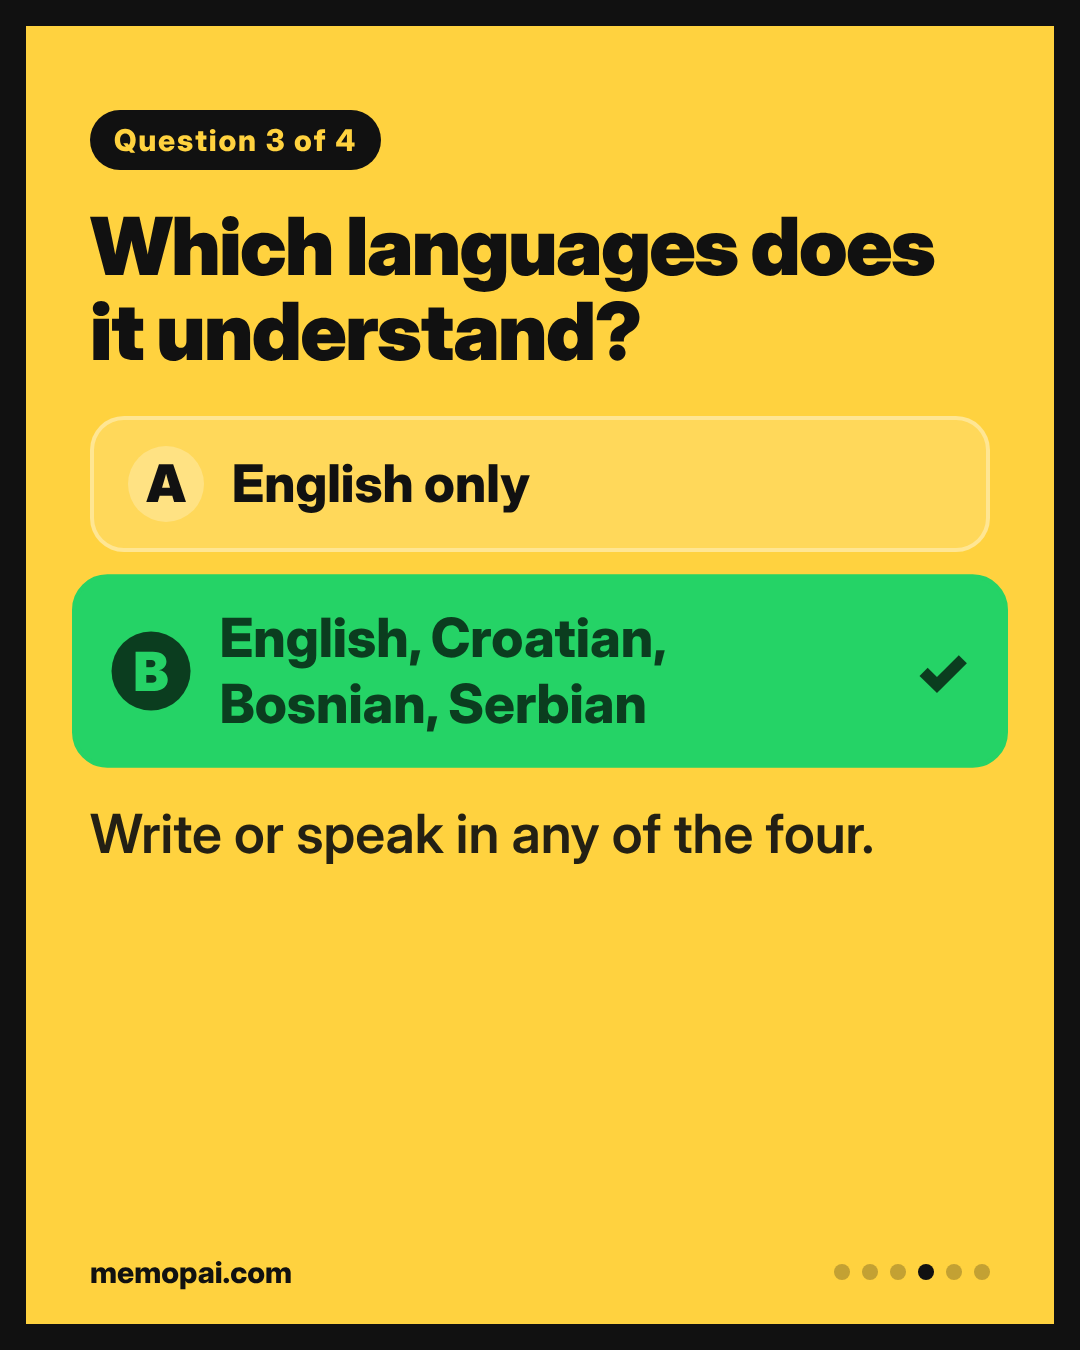 Question 3 of 4
Which languages does
it understand?
A English only
B English, Croatian,
Bosnian, Serbian
Write or speak in any of the four.
memopai.com